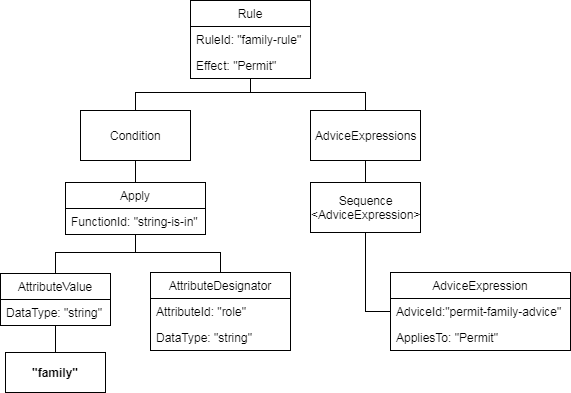 Rule
RuleId: "family-rule"
Effect: "Permit"
Condition
AdviceExpressions
Apply
FunctionId: "string-is-in"
Sequence
<AdviceExpression>
AttributeValue
DataType: "string"
AttributeDesignator
AttributeId: "role"
DataType: "string"
AdviceExpression
AdviceId:"permit-family-advice"
AppliesTo: "Permit"
"family"